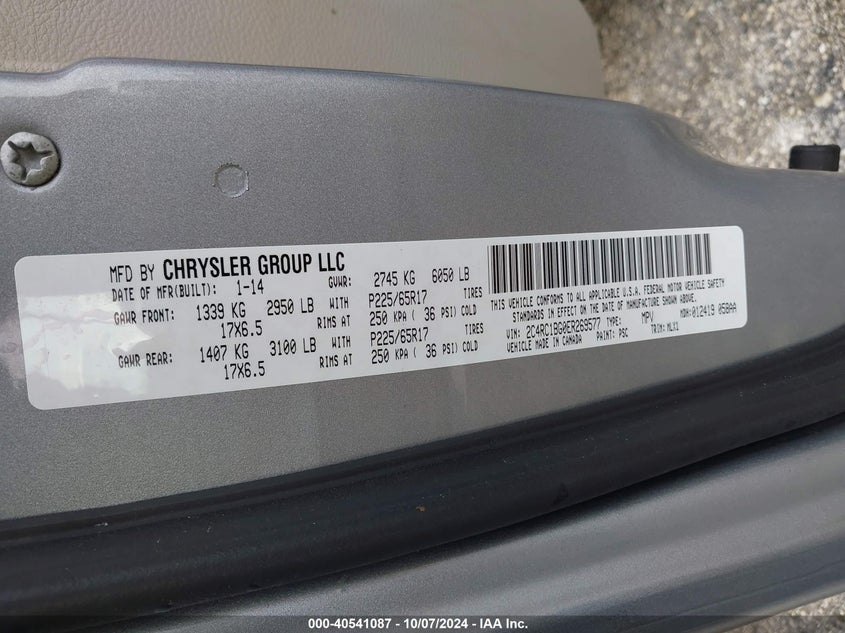 MFD BY CHRYSLER GROUP LLC
DATE OF MFR(BUILT): 1-14 GVWR: 2745 KG 6050 LB
GAWR FRONT: 1339 KG 2950 LB WITH P225/65R17 TIRES
17X6.5 RIMS AT 250 KPA ( 36 PSI) COLD
GAWR REAR: 1407 KG 3100 LB WITH P225/65R17 TIRES
17X6.5 RIMS AT 250 KPA ( 36 PSI) COLD
THIS VEHICLE CONFORMS TO ALL APPLICABLE U.S.A. FEDERAL MOTOR VEHICLE SAFETY
STANDARDS IN EFFECT ON THE DATE OF MANUFACTURE SHOWN ABOVE.
VIN: 2C4RC1BG0ER269577 TYPE: MPV MDH:012419 058AA
VEHICLE MADE IN CANADA PAINT: PSC TRIM: MLX1
000-40541087 - 10/07/2024 - IAA Inc.